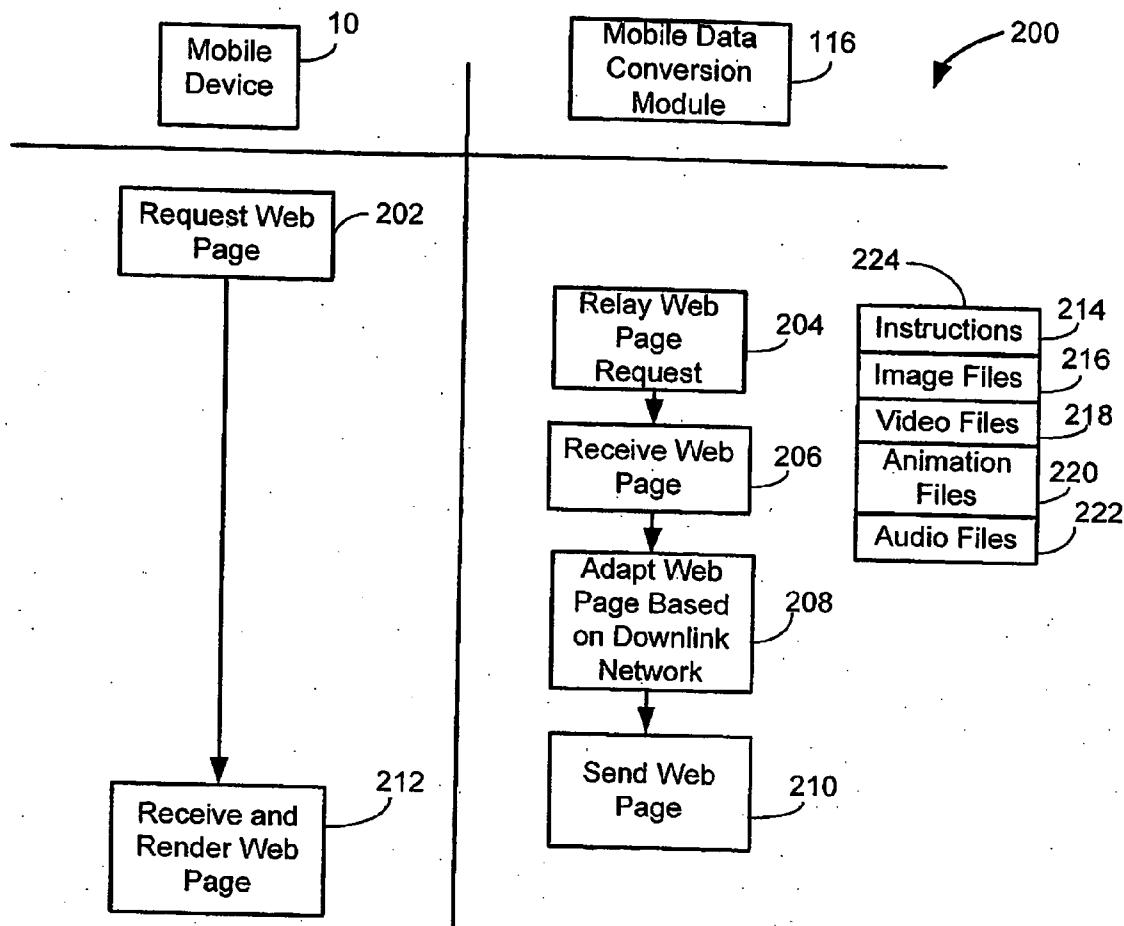 10
Mobile
Device
Mobile Data
Conversion
Module
116
200
Request Web
Page
202
224
Relay Web
Page
Request
204
Instructions
214
Image Files
216
Video Files
218
Animation
Files
220
Audio Files
222
Receive Web
Page
206
Adapt Web
Page Based
on Downlink
Network
208
Send Web
Page
210
Receive and
Render Web
Page
212